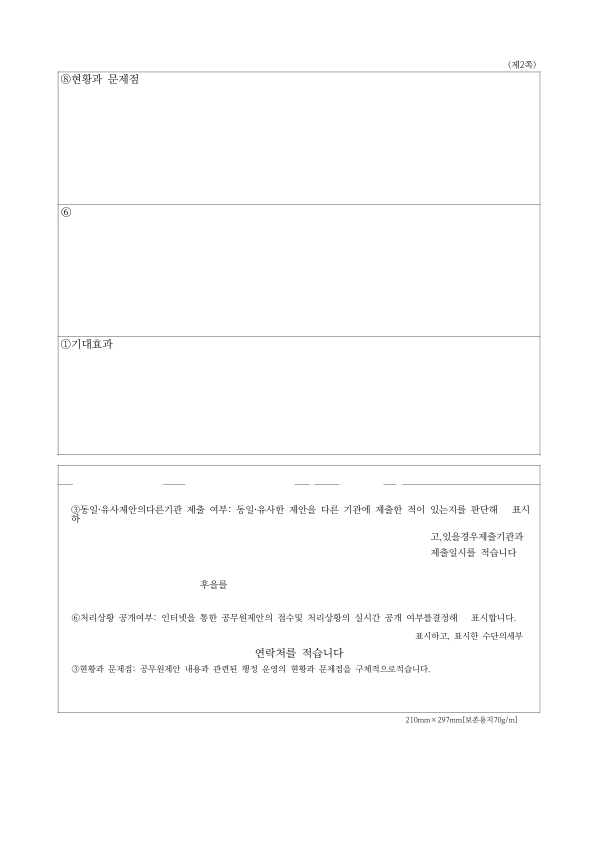 (제2쪽)
⑧현황과 문제점
⑥
①기대효과
③동일·유사제안의다른기관 제출 여부: 동일·유사한 제안을 다른 기관에 제출한 적이 있는지를 판단해 표시
하
고,있을경우제출기관과
제출일시를 적습니다
후을를
⑥처리상황 공개여부: 인터넷을 통한 공무원제안의 점수및 처리상황의 실시간 공개 여부를결정해 표시합니다.
표시하고, 표시한 수단의세부
연락처를 적습니다
③현황과 문제점: 공무원제안 내용과 관련된 행정 운영의 현황과 문제점을 구체적으로적습니다.
210mm×297mm[보존용지70g/m]